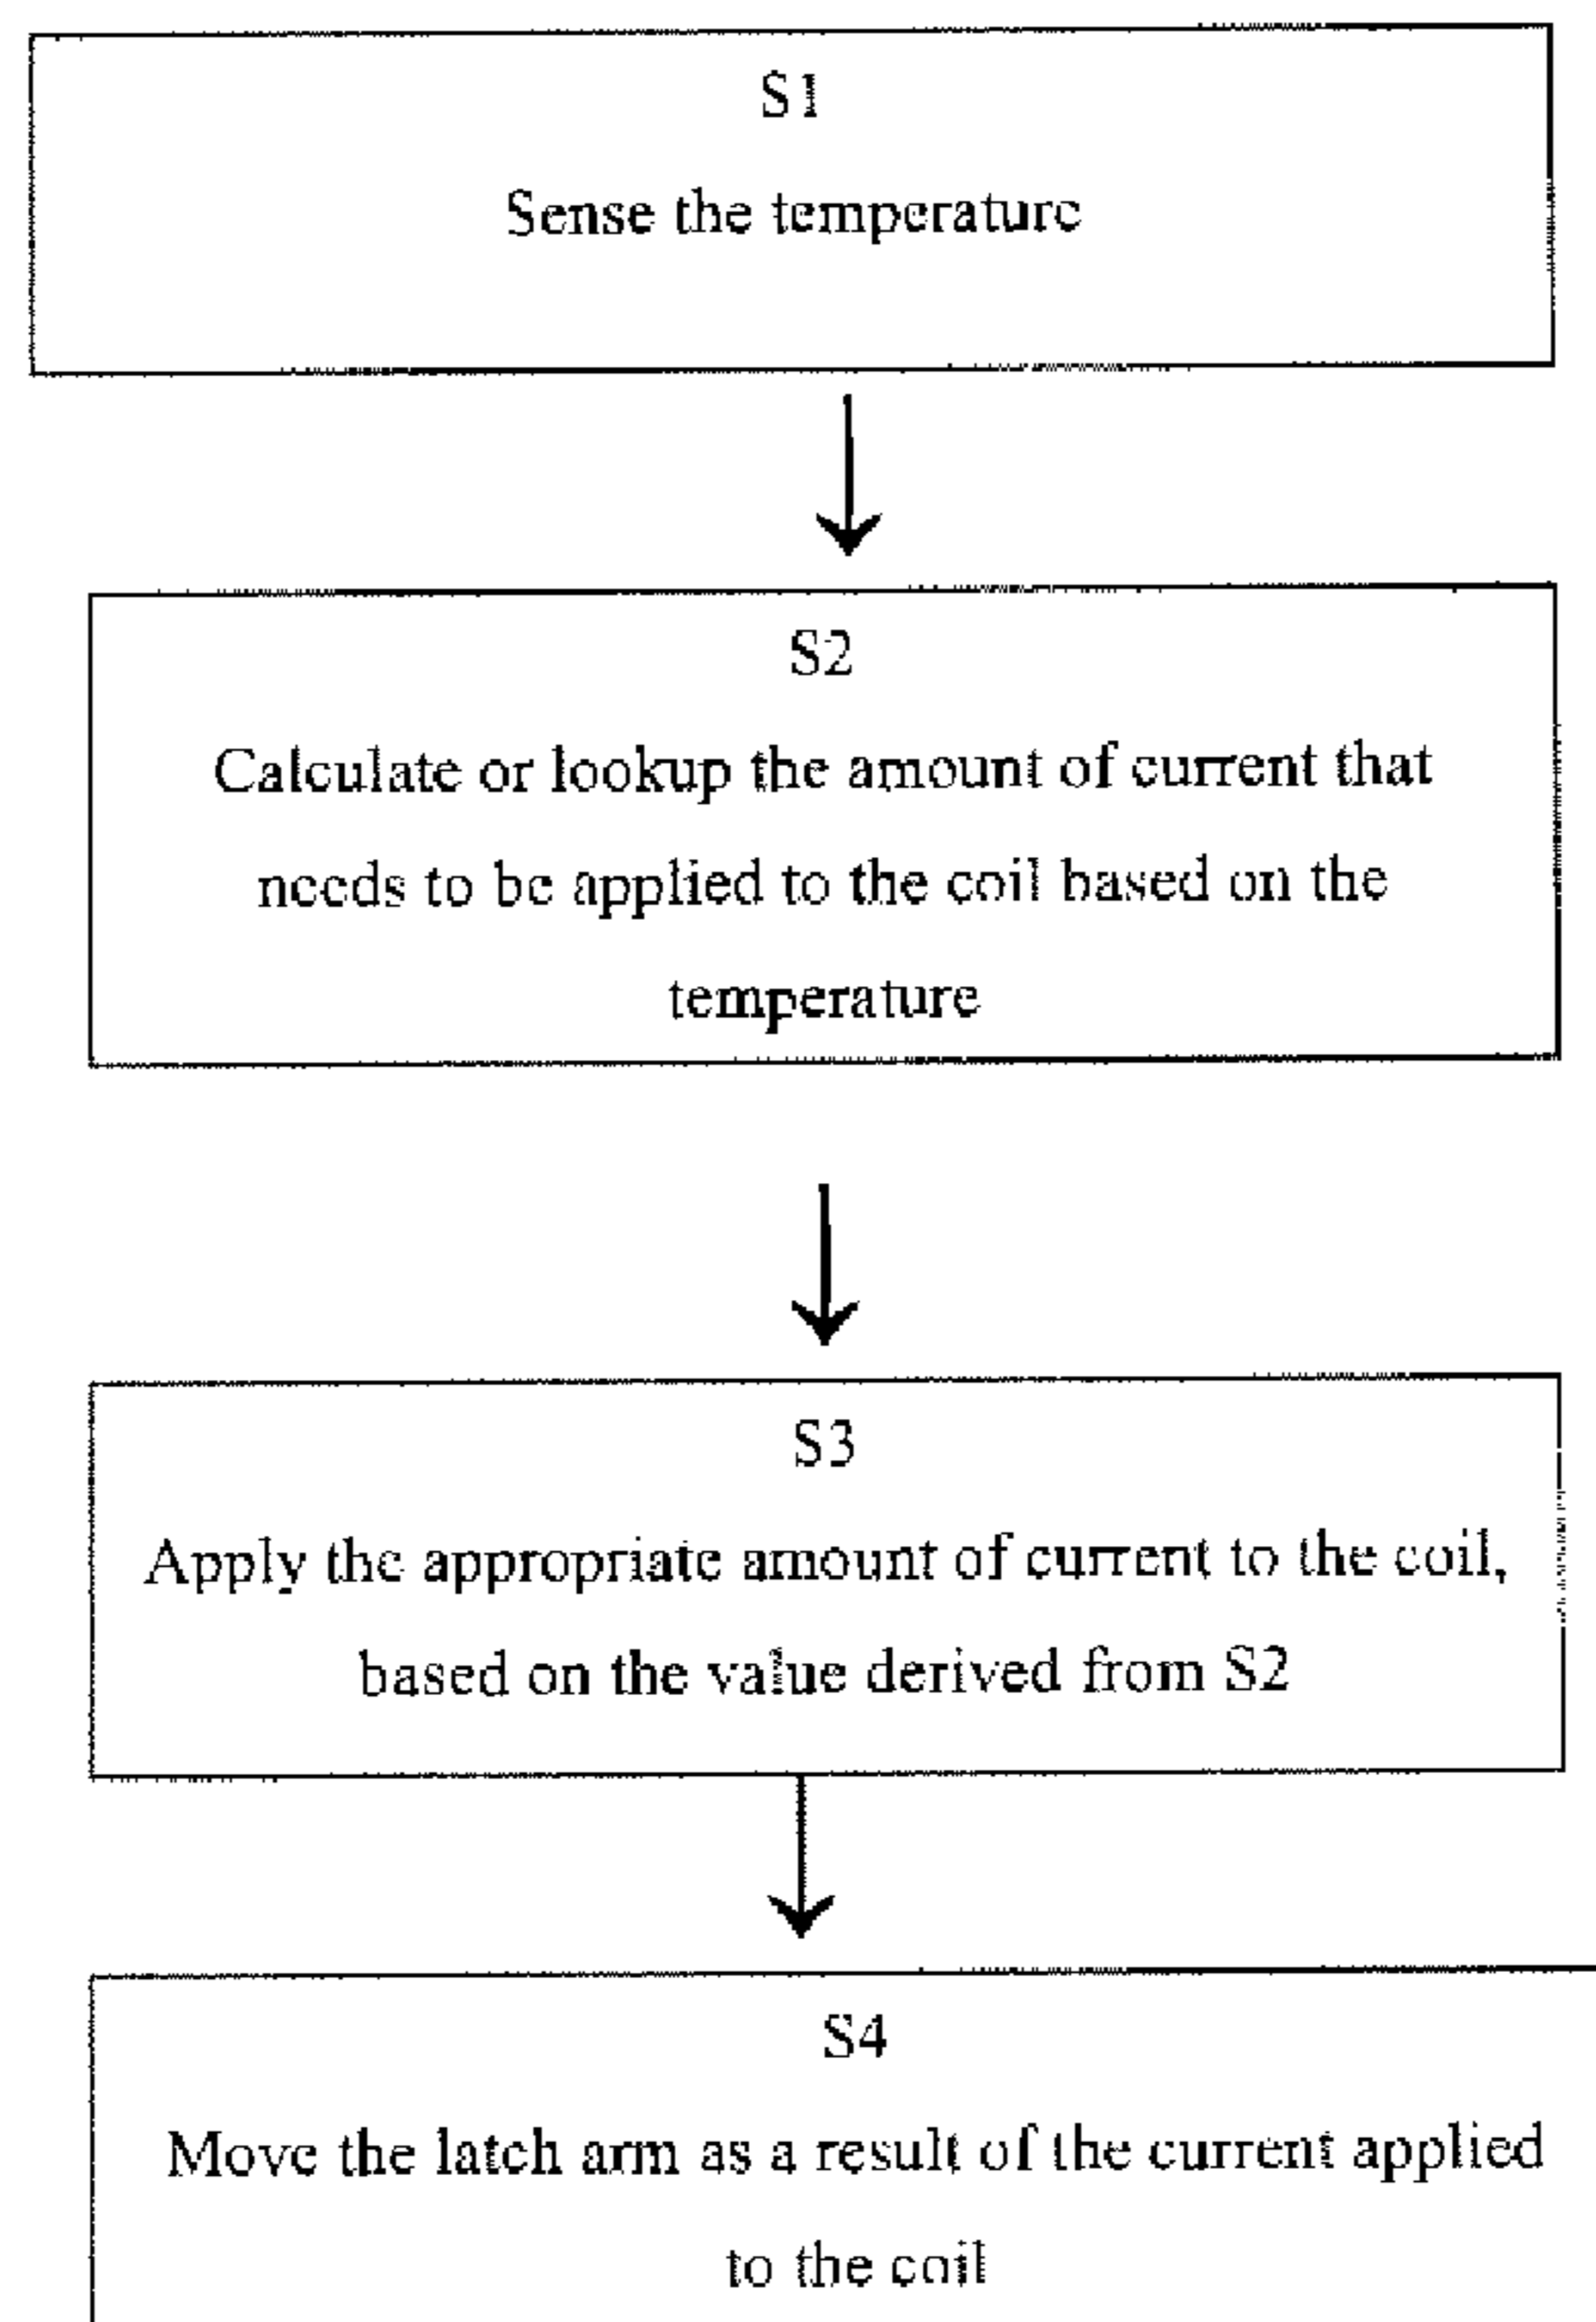 S1
Sense the temperature
S2
Calculate or lookup the amount of current that
needs to be applied to the coil based on the
temperature
S3
Apply the appropriate amount of current to the coil,
based on the value derived from S2
S4
Move the latch arm as a result of the current applied
to the coil